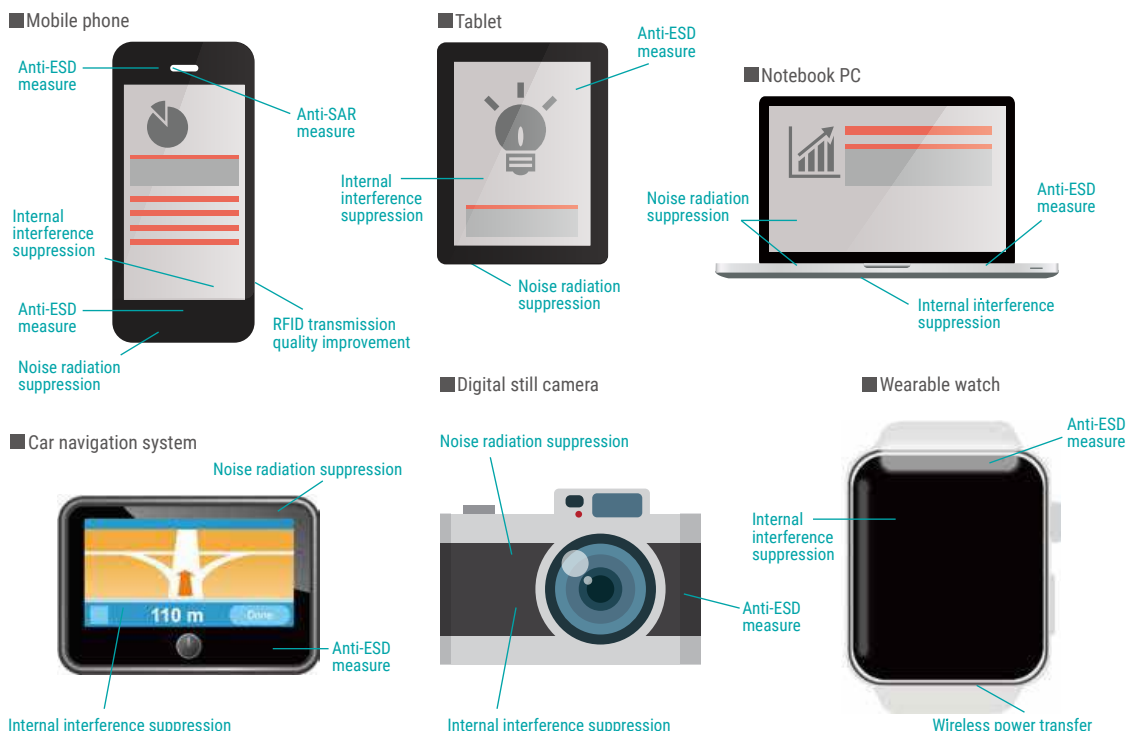 Mobile phone
Anti-ESD
measure
Anti-SAR
measure
Internal
interference
suppression
Anti-ESD
measure
Noise radiation
suppression
RFID transmission
quality improvement
Tablet
Anti-ESD
measure
Internal
interference
suppression
Noise radiation
suppression
Notebook PC
Noise radiation
suppression
Anti-ESD
measure
Internal interference
suppression
Car navigation system
Noise radiation suppression
110 m
Done
Anti-ESD
measure
Internal interference suppression
Digital still camera
Noise radiation suppression
Anti-ESD
measure
Internal interference suppression
Wearable watch
Anti-ESD
measure
Internal
interference
suppression
Wireless power transfer